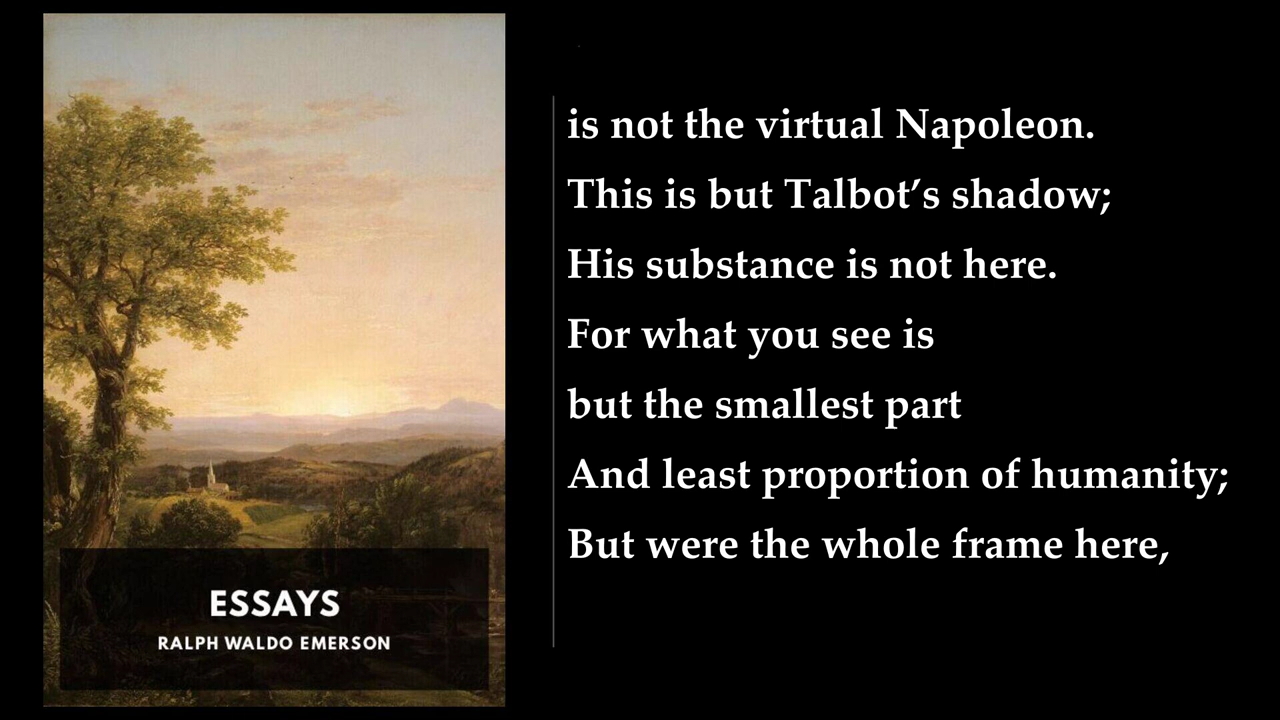 ESSAYS
RALPH WALDO EMERSON
is not the virtual Napoleon.
This is but Talbot’s shadow;
His substance is not here.
For what you see is
but the smallest part
And least proportion of humanity;
But were the whole frame here,